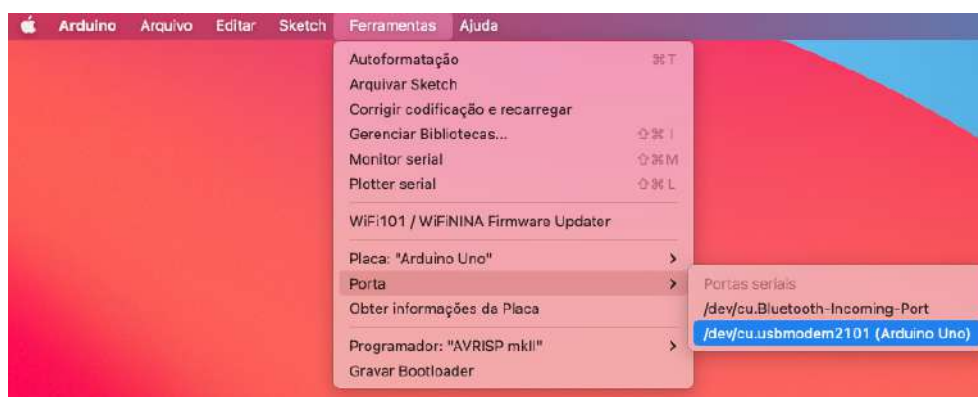 Arduino Arquivo Editar Sketch Ferramentas Ajuda
Autoformatação ⌘T
Arquivar Sketch
Corrigir codificação e recarregar
Gerenciar Bibliotecas... ⇧⌘I
Monitor serial ⇧⌘M
Plotter serial ⇧⌘L
WiFi101 / WiFiNINA Firmware Updater
Placa: "Arduino Uno"
Porta
Obter informações da Placa
Programador: "AVRISP mkII"
Gravar Bootloader
Portas seriais
/dev/cu.Bluetooth-Incoming-Port
/dev/cu.usbmodem2101 (Arduino Uno)